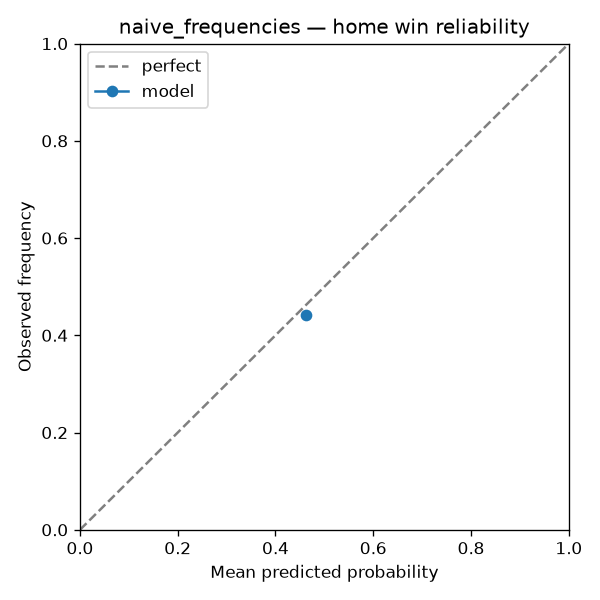 naive_frequencies — home win reliability
perfect
model
1.0
0.8
0.6
0.4
0.2
0.0
Observed frequency
0.0 0.2 0.4 0.6 0.8 1.0
Mean predicted probability